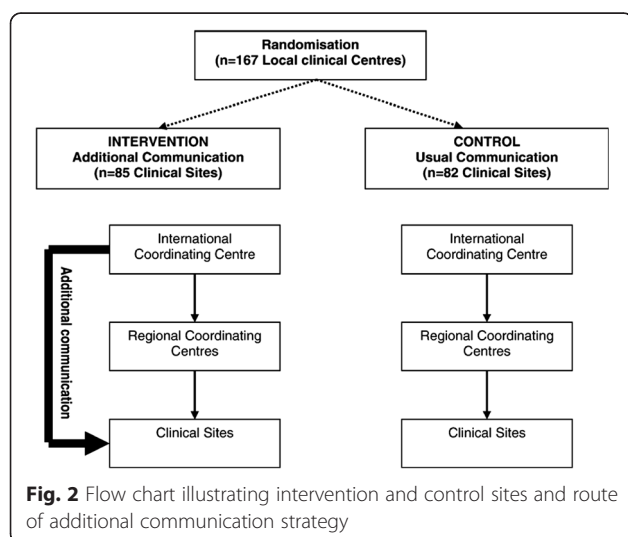 Randomisation
(n=167 Local clinical Centres)
INTERVENTION
Additional Communication
(n=85 Clinical Sites)
CONTROL
Usual Communication
(n=82 Clinical Sites)
International
Coordinating Centre
Regional Coordinating
Centres
Clinical Sites
Additional communication
International
Coordinating Centre
Regional Coordinating
Centres
Clinical Sites
Fig. 2 Flow chart illustrating intervention and control sites and route
of additional communication strategy